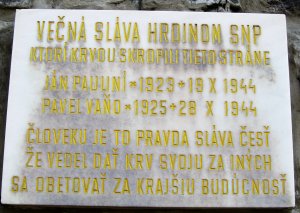 VEČNÁ SLÁVA HRDINOM SNP
KTORÍ KRVOU SKROPILI TIETO STRÁNE
JÁN PAULINÍ * 1923 + 19 X 1944
PAVEL VAŇO * 1925 + 28 X 1944
ČLOVEKU JE TO PRAVDA SLÁVA ČESŤ
ŽE VEDEL DAŤ KRV SVOJU ZA INÝCH
SA OBETOVAŤ ZA KRAJŠIU BUDÚCNOSŤ